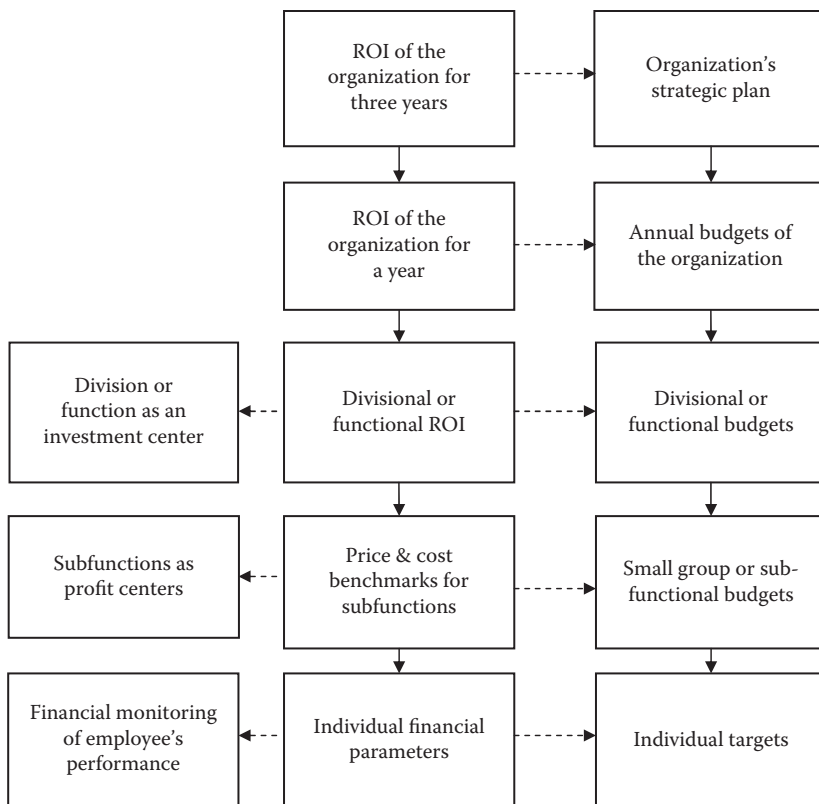 ROI of the
organization for
three years
Organization’s
strategic plan
ROI of the
organization for
a year
Annual budgets of
the organization
Division or
function as an
investment center
Divisional or
functional ROI
Divisional or
functional budgets
Subfunctions as
profit centers
Price & cost
benchmarks for
subfunctions
Small group or sub-
functional budgets
Financial monitoring
of employee’s
performance
Individual financial
parameters
Individual targets